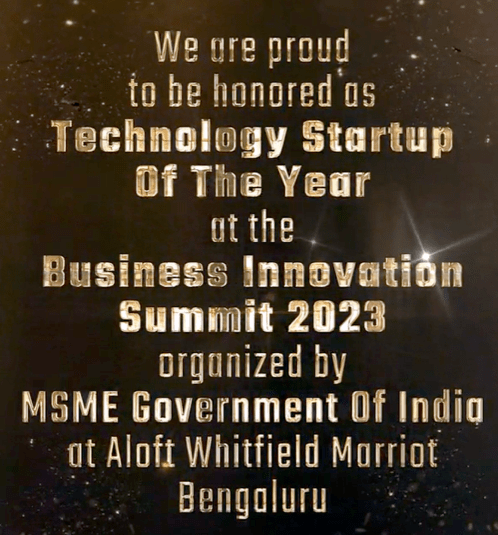 We are proud
to be honored as
Technology Startup
Of The Year
at the
Business Innovation
Summit 2023
organized by
MSME Government Of India
at Aloft Whitfield Marriot
Bengaluru